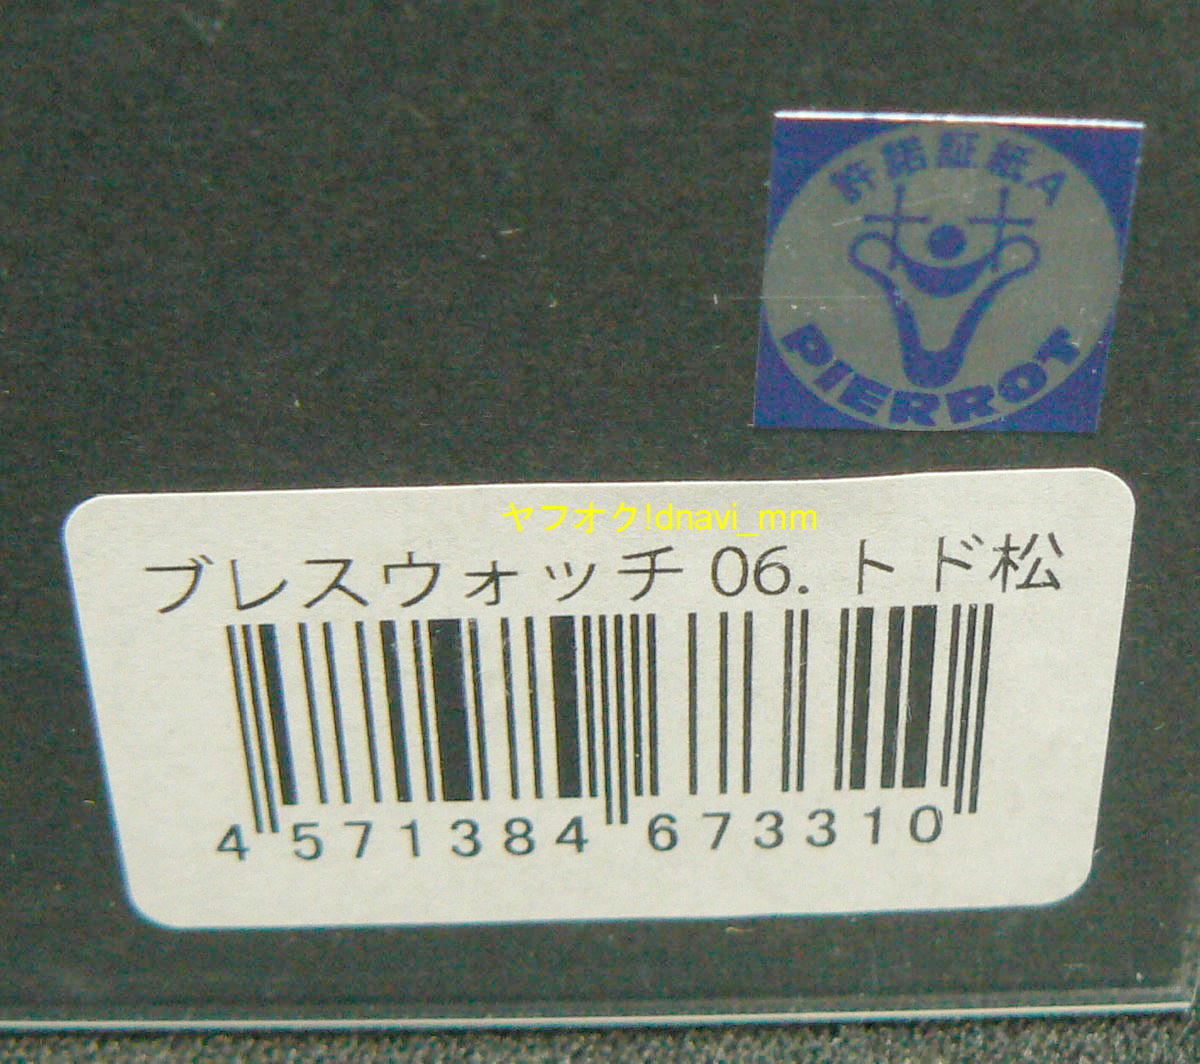 許諾証紙A
PIERROT
ヤフオク!dnavi_mm
ブレスウォッチ 06. トド松
4 571384 673310